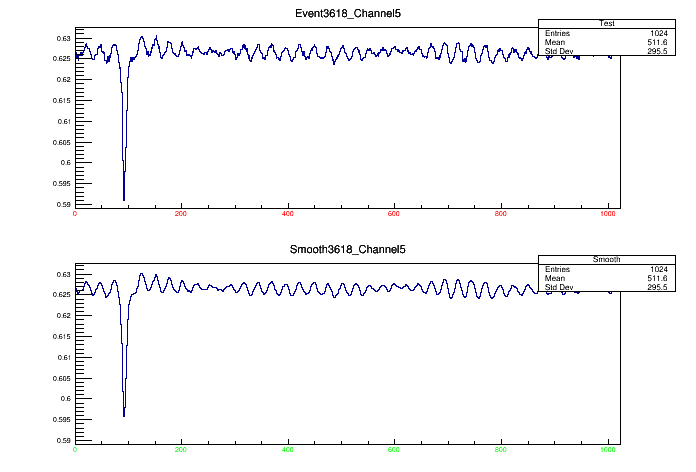 Event3618_Channel5
Test
Entries 1024
Mean 511.6
Std Dev 295.5
0.63
0.625
0.62
0.615
0.61
0.605
0.6
0.595
0.59
0 200 400 600 800 1000
Smooth3618_Channel5
Smooth
Entries 1024
Mean 511.6
Std Dev 295.5
0.63
0.625
0.62
0.615
0.61
0.605
0.6
0.595
0.59
0 200 400 600 800 1000